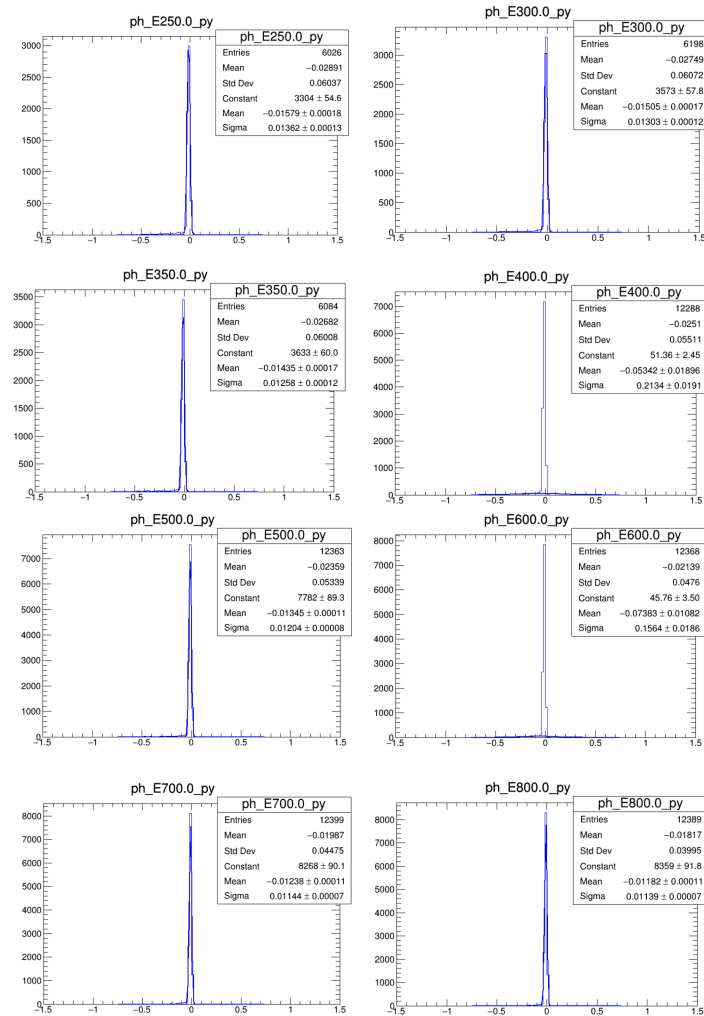 ph_E250.0_py
ph_E250.0_py
Entries 6026
Mean −0.02891
Std Dev 0.06037
Constant 3304 ± 54.6
Mean −0.01579 ± 0.00018
Sigma 0.01362 ± 0.00013
3000
2500
2000
1500
1000
500
0
−1.5 −1 −0.5 0 0.5 1 1.5
ph_E300.0_py
ph_E300.0_py
Entries 6198
Mean −0.02749
Std Dev 0.06072
Constant 3573 ± 57.8
Mean −0.01505 ± 0.00017
Sigma 0.01303 ± 0.00012
3000
2500
2000
1500
1000
500
0
−1.5 −1 −0.5 0 0.5 1 1.5
ph_E350.0_py
ph_E350.0_py
Entries 6084
Mean −0.02682
Std Dev 0.06008
Constant 3633 ± 60.0
Mean −0.01435 ± 0.00017
Sigma 0.01258 ± 0.00012
3500
3000
2500
2000
1500
1000
500
0
−1.5 −1 −0.5 0 0.5 1 1.5
ph_E400.0_py
ph_E400.0_py
Entries 12288
Mean −0.0251
Std Dev 0.05511
Constant 51.36 ± 2.45
Mean −0.05342 ± 0.01896
Sigma 0.2134 ± 0.0191
7000
6000
5000
4000
3000
2000
1000
0
−1.5 −1 −0.5 0 0.5 1 1.5
ph_E500.0_py
ph_E500.0_py
Entries 12363
Mean −0.02359
Std Dev 0.05339
Constant 7782 ± 89.3
Mean −0.01345 ± 0.00011
Sigma 0.01204 ± 0.00008
7000
6000
5000
4000
3000
2000
1000
0
−1.5 −1 −0.5 0 0.5 1 1.5
ph_E600.0_py
ph_E600.0_py
Entries 12368
Mean −0.02139
Std Dev 0.0476
Constant 45.76 ± 3.50
Mean −0.07383 ± 0.01082
Sigma 0.1564 ± 0.0186
8000
7000
6000
5000
4000
3000
2000
1000
0
−1.5 −1 −0.5 0 0.5 1 1.5
ph_E700.0_py
ph_E700.0_py
Entries 12399
Mean −0.01987
Std Dev 0.04475
Constant 8268 ± 90.1
Mean −0.01238 ± 0.00011
Sigma 0.01144 ± 0.00007
8000
7000
6000
5000
4000
3000
2000
1000
0
−1.5 −1 −0.5 0 0.5 1 1.5
ph_E800.0_py
ph_E800.0_py
Entries 12389
Mean −0.01817
Std Dev 0.03995
Constant 8359 ± 91.8
Mean −0.01182 ± 0.00011
Sigma 0.01139 ± 0.00007
8000
7000
6000
5000
4000
3000
2000
1000
0
−1.5 −1 −0.5 0 0.5 1 1.5